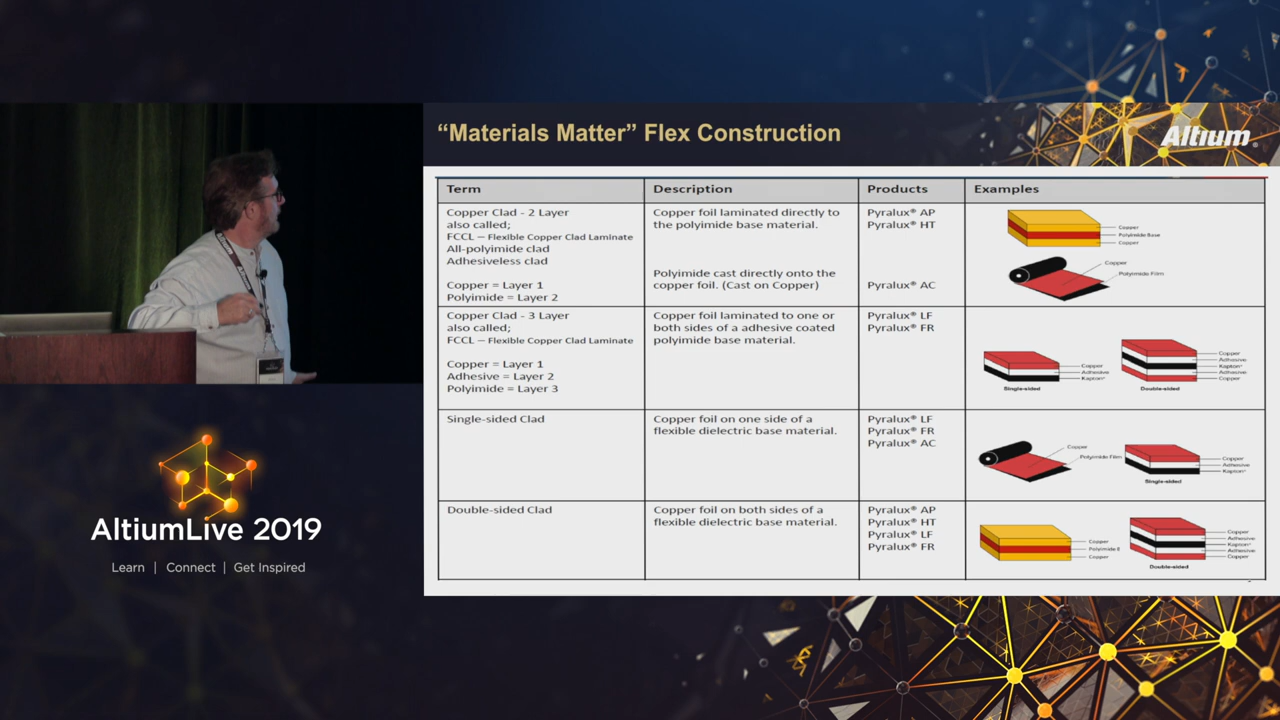 "Materials Matter" Flex Construction
Altium®
Term
Description
Products
Examples
Copper Clad - 2 Layer
also called;
FCCL – Flexible Copper Clad Laminate
All-polyimide clad
Adhesiveless clad
Copper = Layer 1
Polyimide = Layer 2
Copper foil laminated directly to
the polyimide base material.
Polyimide cast directly onto the
copper foil. (Cast on Copper)
Pyralux® AP
Pyralux® HT
Pyralux® AC
Copper
Polyimide Base
Copper
Copper
Polyimide Film
Copper Clad - 3 Layer
also called;
FCCL – Flexible Copper Clad Laminate
Copper = Layer 1
Adhesive = Layer 2
Polyimide = Layer 3
Copper foil laminated to one or
both sides of a adhesive coated
polyimide base material.
Pyralux® LF
Pyralux® FR
Copper
Adhesive
Kapton®
Single-sided
Copper
Adhesive
Kapton®
Adhesive
Copper
Double-sided
Single-sided Clad
Copper foil on one side of a
flexible dielectric base material.
Pyralux® LF
Pyralux® FR
Pyralux® AC
Copper
Polyimide Film
Copper
Adhesive
Kapton®
Single-sided
Double-sided Clad
Copper foil on both sides of a
flexible dielectric base material.
Pyralux® AP
Pyralux® HT
Pyralux® LF
Pyralux® FR
Copper
Polyimide E
Copper
Copper
Adhesive
Kapton®
Adhesive
Copper
Double-sided
AltiumLive 2019
Learn | Connect | Get Inspired